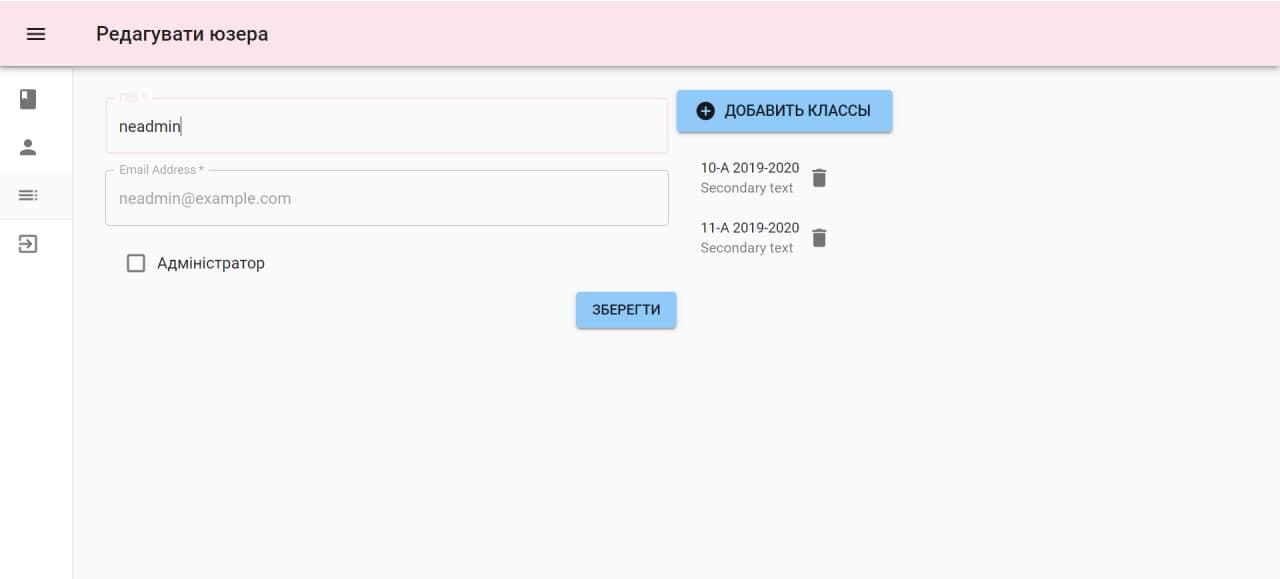 Редагувати юзера
ПІБ *
neadmin
Email Address *
neadmin@example.com
Адміністратор
ЗБЕРЕГТИ
ДОБАВИТЬ КЛАССЫ
10-А 2019-2020
Secondary text
11-А 2019-2020
Secondary text